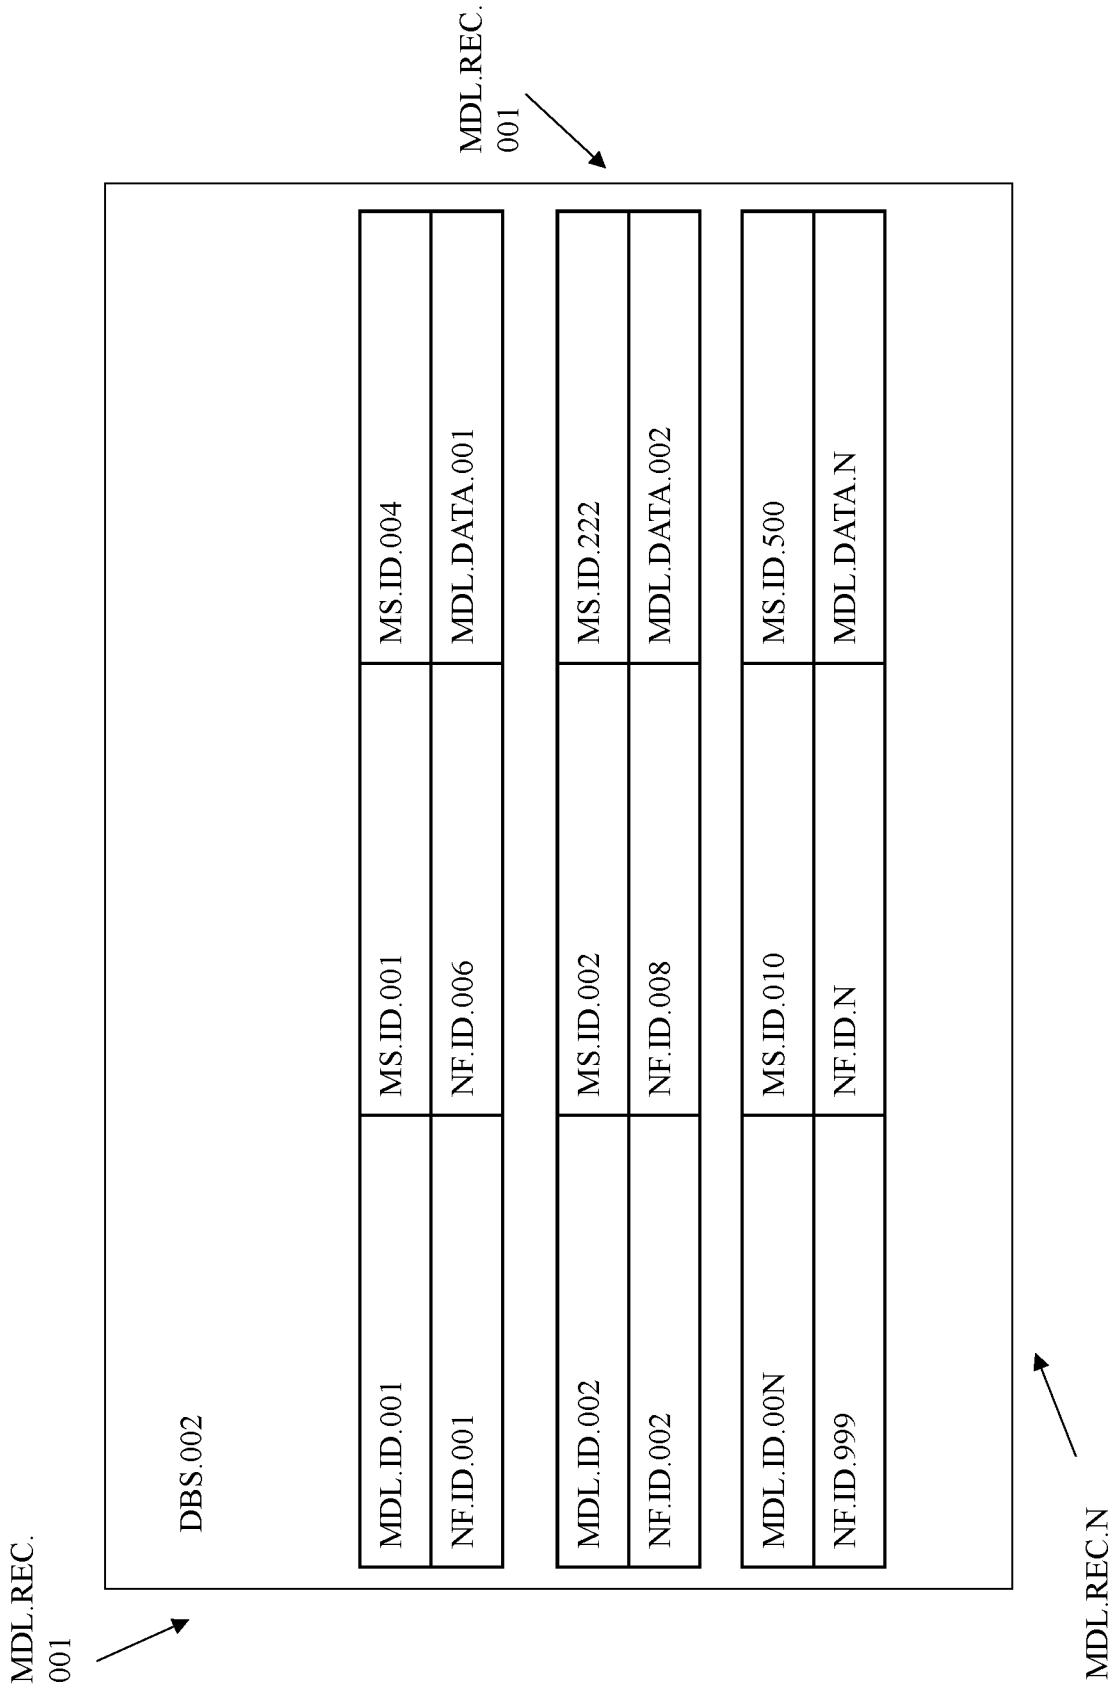 MDL.REC.
001
DBS.002
MDL.ID.001 MS.ID.001 MS.ID.004
NF.ID.001 NF.ID.006 MDL.DATA.001
MDL.REC.
001
MDL.ID.002 MS.ID.002 MS.ID.222
NF.ID.002 NF.ID.008 MDL.DATA.002
MDL.ID.00N MS.ID.010 MS.ID.500
NF.ID.999 NF.ID.N MDL.DATA.N
MDL.REC.N